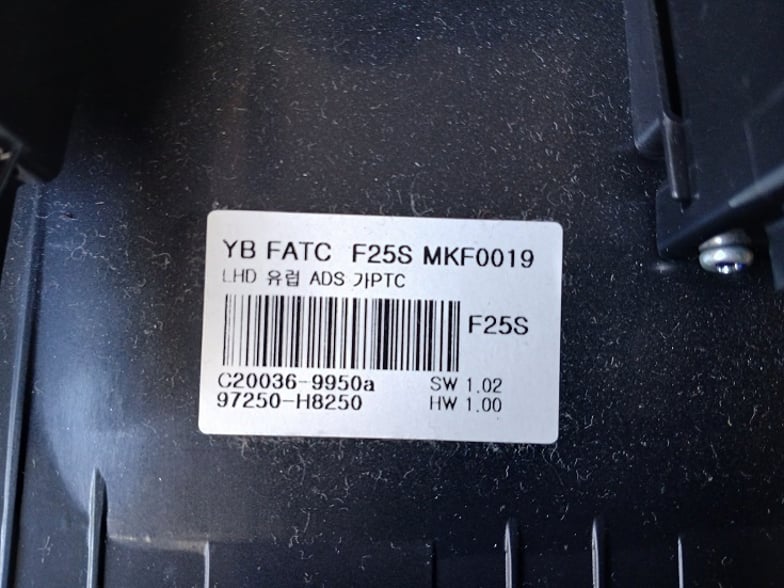 YB FATC F25S MKF0019
LHD 유럽 ADS 가PTC
F25S
C20036-9950a SW 1.02
97250-H8250 HW 1.00